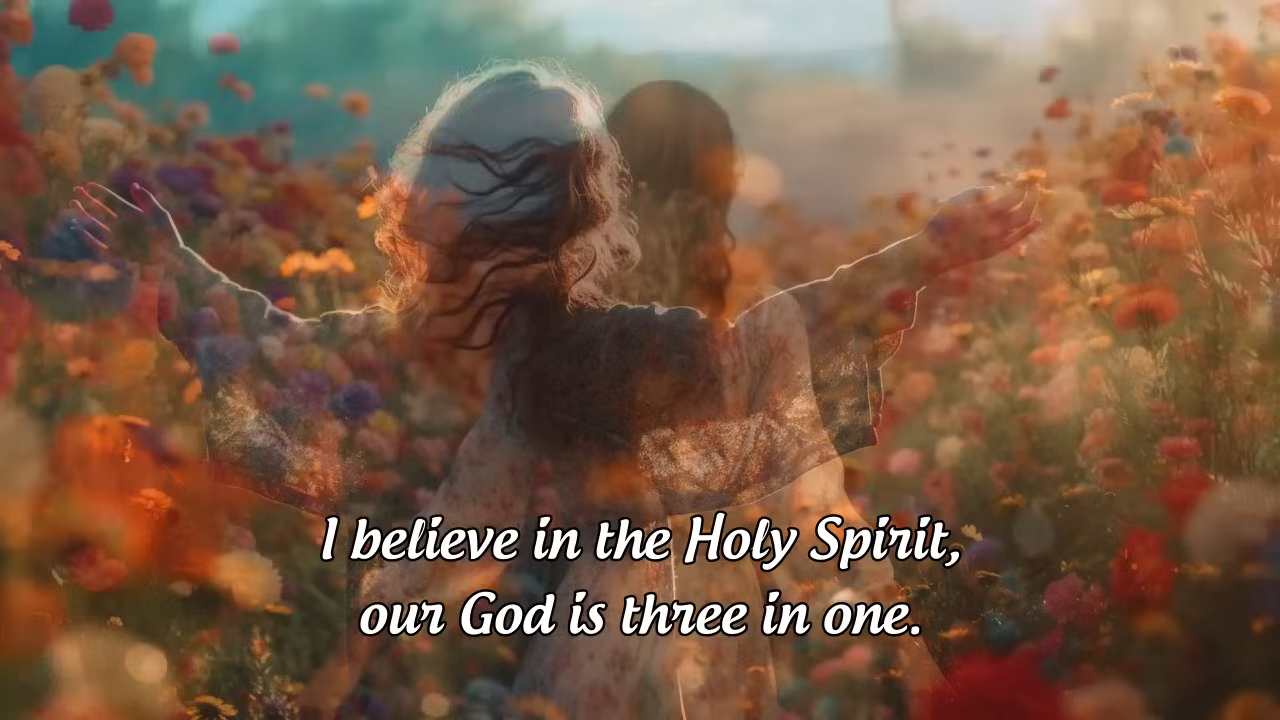 I believe in the Holy Spirit,
our God is three in one.